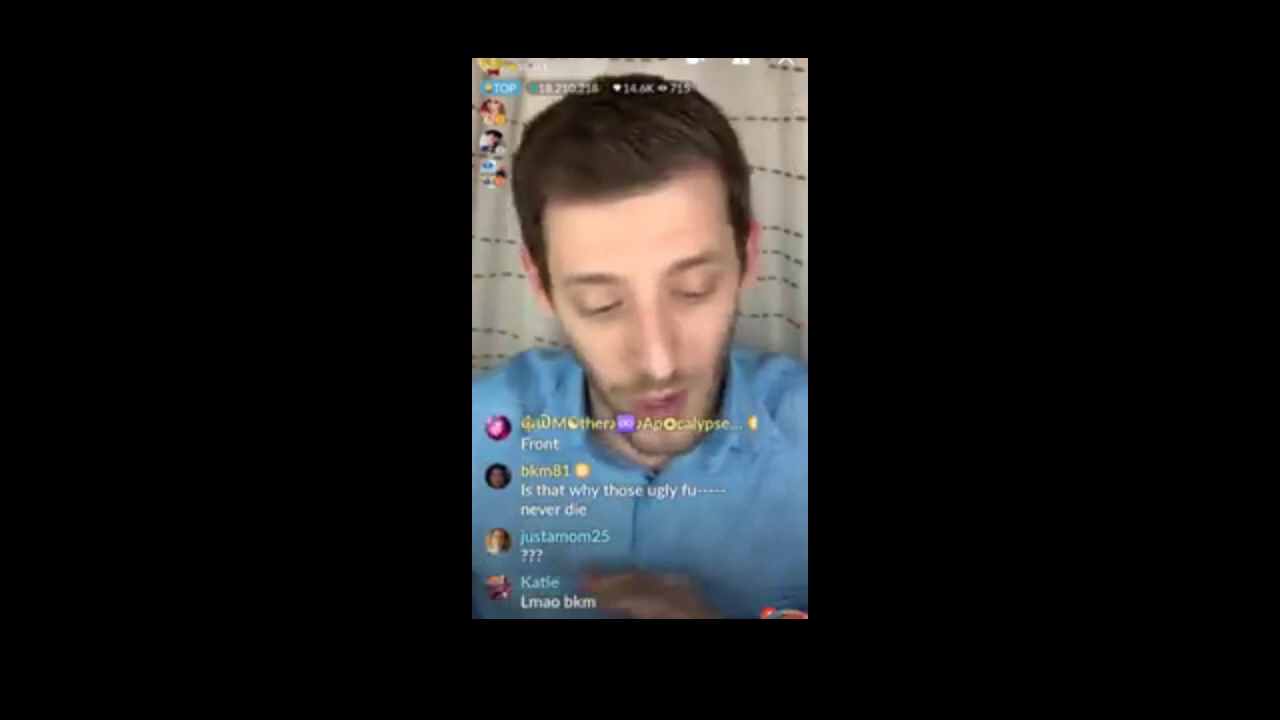 TOP 18,210,218 14.6K 715
Front
bkm81
Is that why those ugly fu-----
never die
justamom25
???
Katie
Lmao bkm